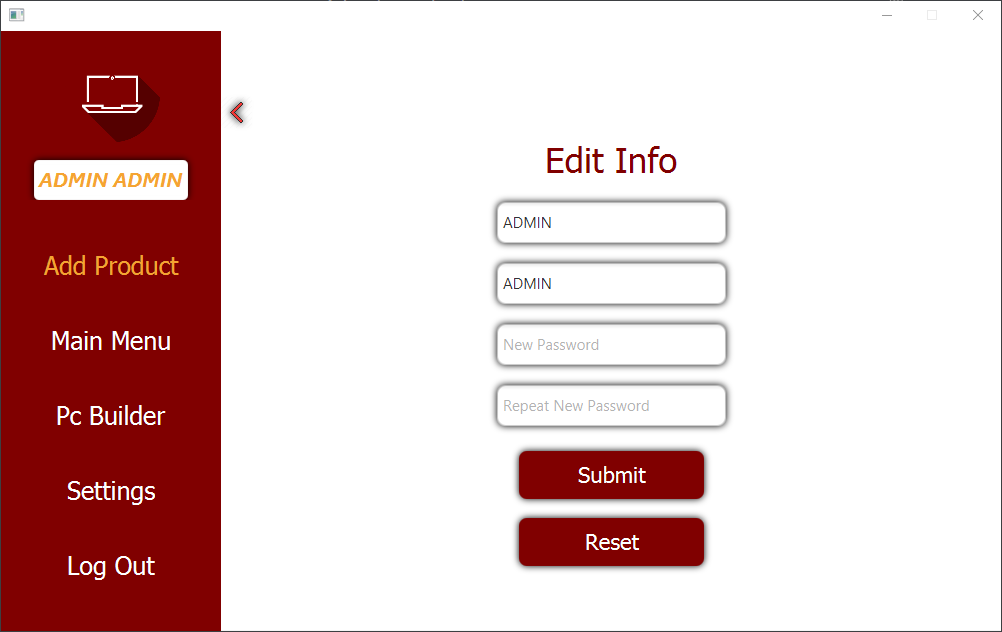 ADMIN ADMIN
Add Product
Main Menu
Pc Builder
Settings
Log Out
Edit Info
ADMIN
ADMIN
New Password
Repeat New Password
Submit
Reset